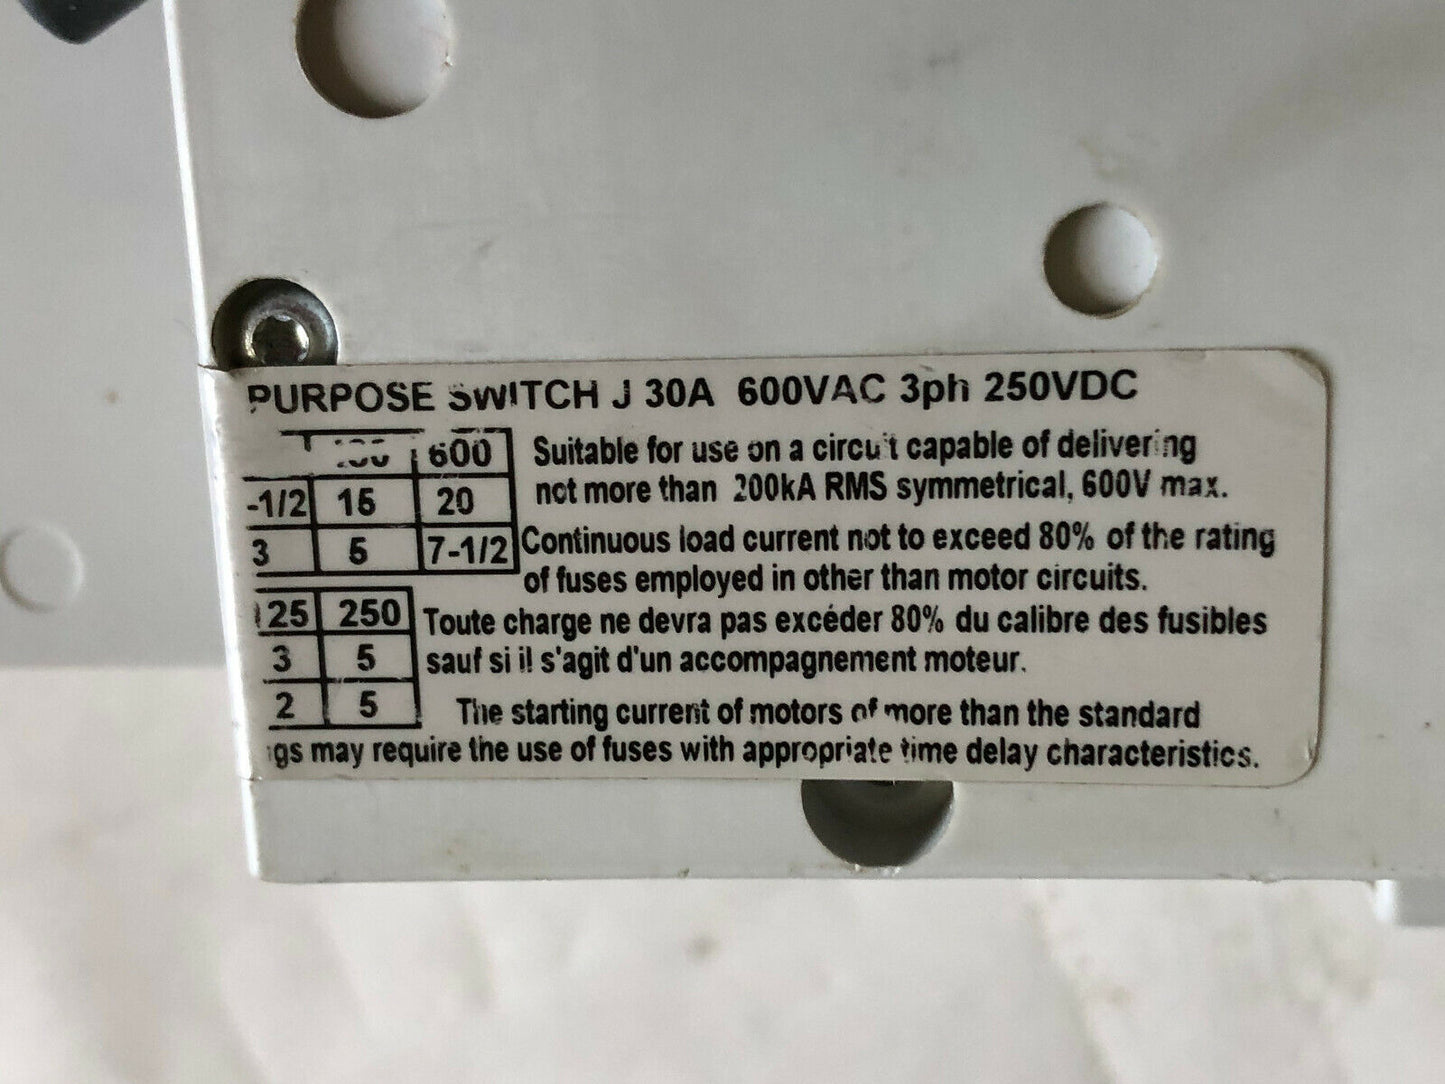 PURPOSE SWITCH J 30A 600VAC 3ph 250VDC
600
-1/2 15 20
3 5 7-1/2
Suitable for use on a circuit capable of delivering
not more than 200kA RMS symmetrical, 600V max.
Continuous load current not to exceed 80% of the rating
of fuses employed in other than motor circuits.
125 250
3 5
2 5
Toute charge ne devra pas excéder 80% du calibre des fusibles
sauf si il s'agit d'un accompagnement moteur.
The starting current of motors of more than the standard
may require the use of fuses with appropriate time delay characteristics.